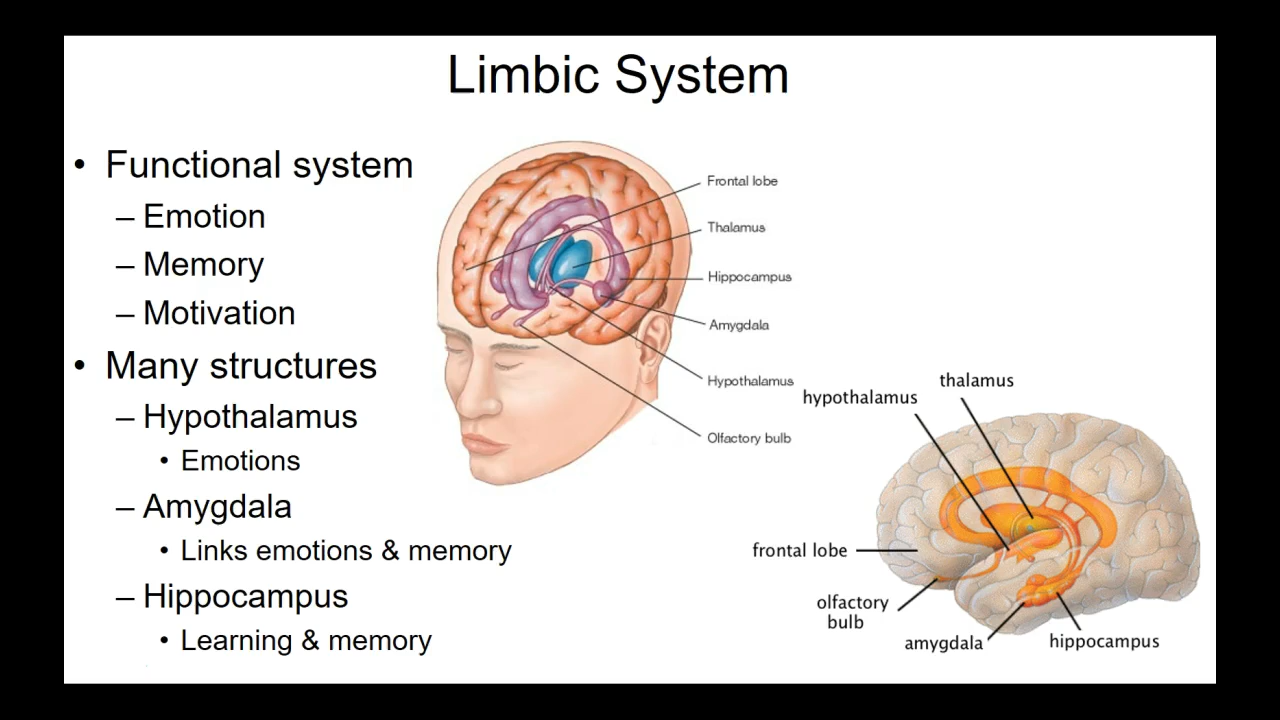 Limbic System
• Functional system
– Emotion
– Memory
– Motivation
• Many structures
– Hypothalamus
• Emotions
– Amygdala
• Links emotions & memory
– Hippocampus
• Learning & memory
Frontal lobe
Thalamus
Hippocampus
Amygdala
Hypothalamus
Olfactory bulb
thalamus
hypothalamus
frontal lobe
olfactory
bulb
amygdala
hippocampus